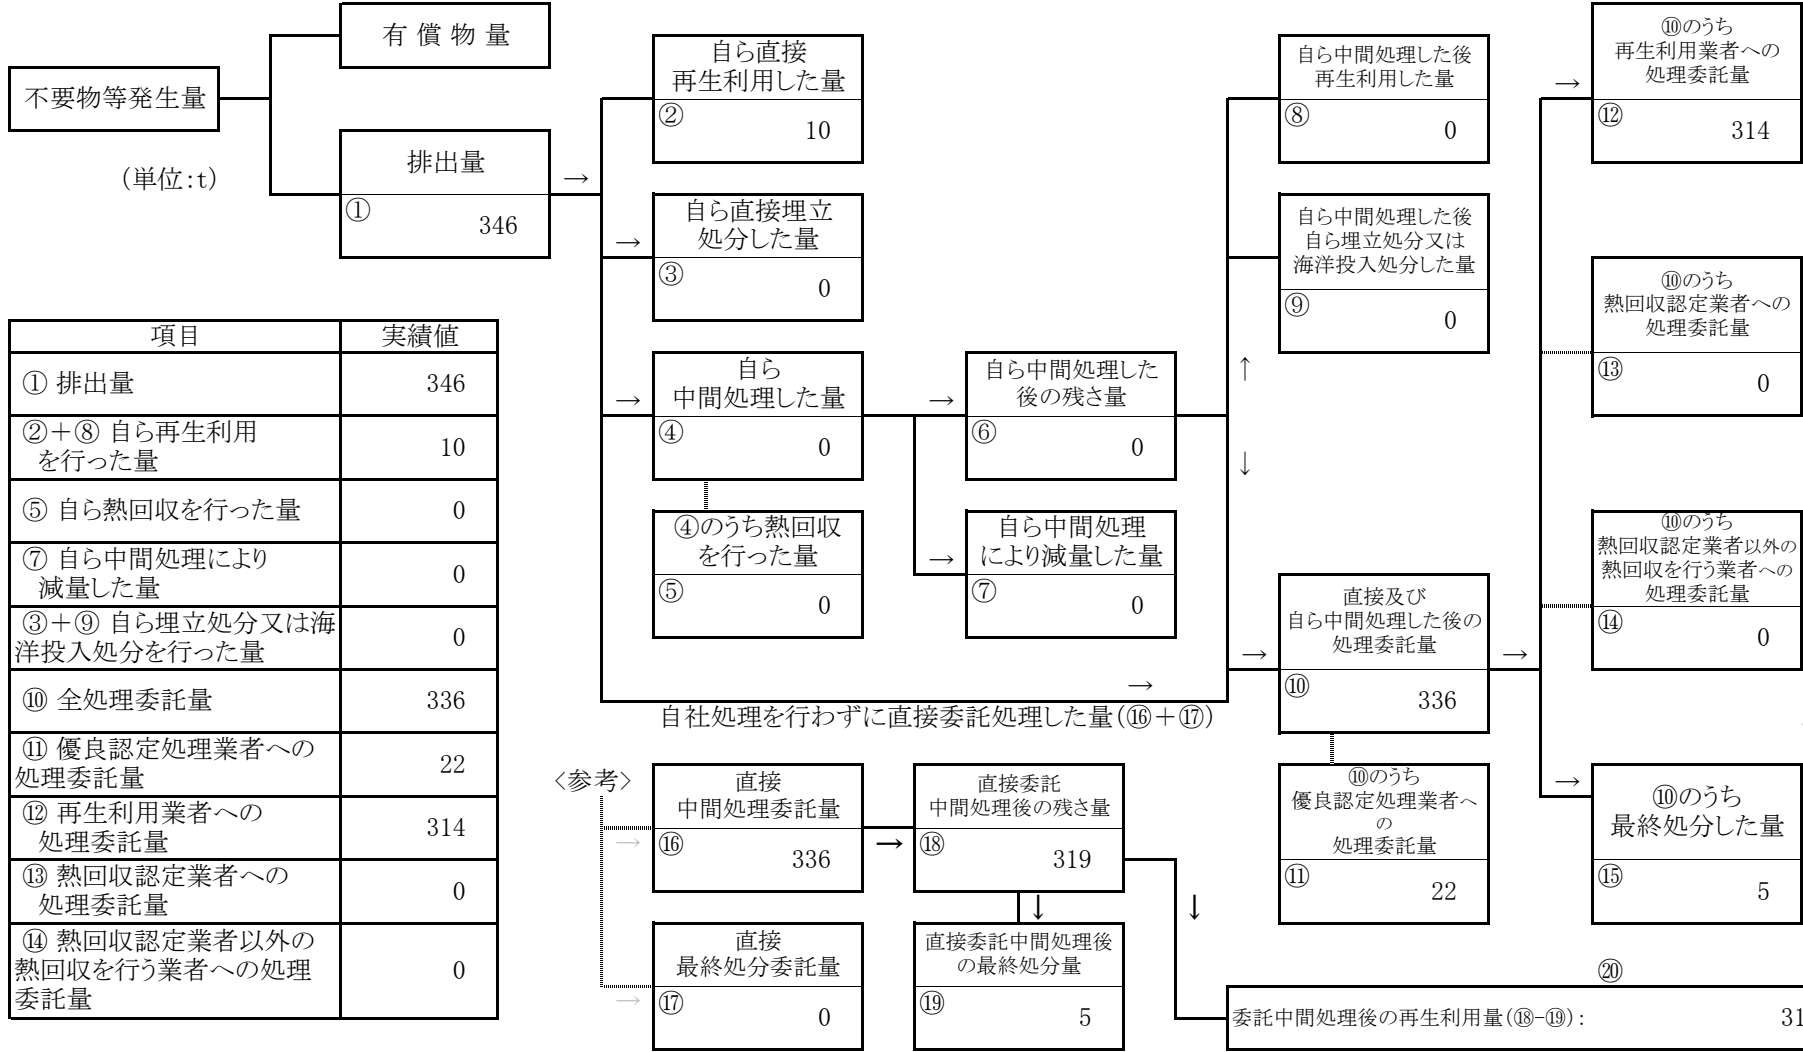 不要物等発生量
(単位:t)
有 償 物 量
排出量
① 346
→
自ら直接
再生利用した量
② 10
→
自ら直接埋立
処分した量
③ 0
→
自ら
中間処理した量
④ 0
④のうち熱回収
を行った量
⑤ 0
→
自ら中間処理した
後の残さ量
⑥ 0
→
自ら中間処理
により減量した量
⑦ 0
自ら中間処理した後
再生利用した量
⑧ 0
自ら中間処理した後
自ら埋立処分又は
海洋投入処分した量
⑨ 0
↑
↓
→
自社処理を行わずに直接委託処理した量(⑯+⑰)
→
直接及び
自ら中間処理した後の
処理委託量
⑩ 336
⑩のうち
優良認定処理業者へ
の
処理委託量
⑪ 22
→
→
⑩のうち
再生利用業者への
処理委託量
⑫ 314
⑩のうち
熱回収認定業者への
処理委託量
⑬ 0
⑩のうち
熱回収認定業者以外の
熱回収を行う業者への
処理委託量
⑭ 0
→
⑩のうち
最終処分した量
⑮ 5
項目 実績値
① 排出量 346
②+⑧ 自ら再生利用
を行った量 10
⑤ 自ら熱回収を行った量 0
⑦ 自ら中間処理により
減量した量 0
③+⑨ 自ら埋立処分又は海
洋投入処分を行った量 0
⑩ 全処理委託量 336
⑪ 優良認定処理業者への
処理委託量 22
⑫ 再生利用業者への
処理委託量 314
⑬ 熱回収認定業者への
処理委託量 0
⑭ 熱回収認定業者以外の
熱回収を行う業者への処理
委託量 0
<参考>
→
直接
中間処理委託量
⑯ 336
→
直接
最終処分委託量
⑰ 0
→
直接委託
中間処理後の残さ量
⑱ 319
↓
直接委託中間処理後
の最終処分量
⑲ 5
↓
⑳
委託中間処理後の再生利用量(⑱-⑲):